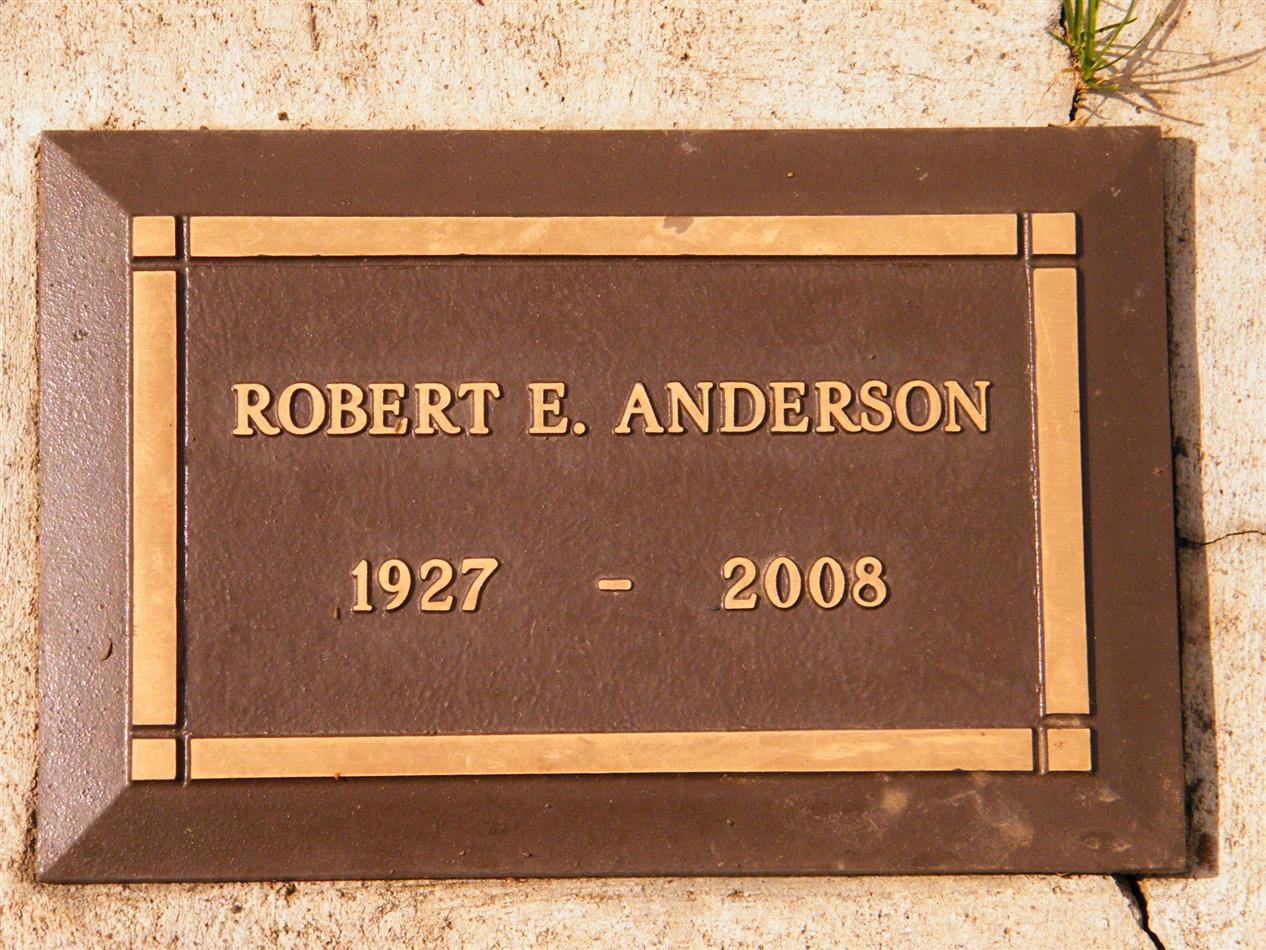 ROBERT E. ANDERSON
1927 - 2008